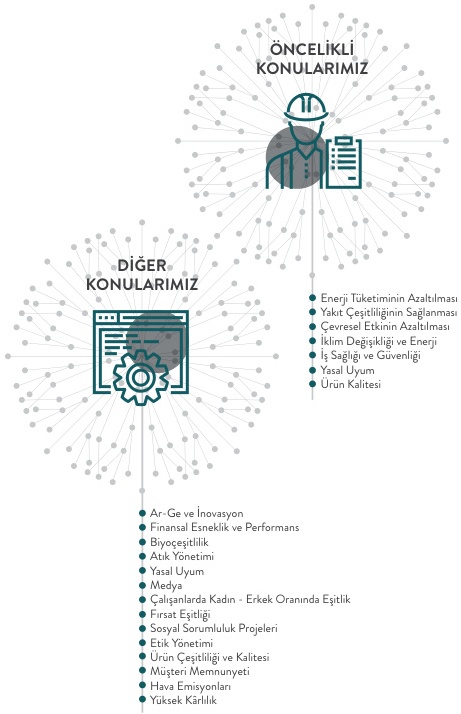 ÖNCELİKLİ
KONULARIMIZ
Enerji Tüketiminin Azaltılması
Yakıt Çeşitliliğinin Sağlanması
Çevresel Etkinin Azaltılması
İklim Değişikliği ve Enerji
İş Sağlığı ve Güvenliği
Yasal Uyum
Ürün Kalitesi
DİĞER
KONULARIMIZ
Ar-Ge ve İnovasyon
Finansal Esneklik ve Performans
Biyoçeşitlilik
Atık Yönetimi
Yasal Uyum
Medya
Çalışanlarda Kadın - Erkek Oranında Eşitlik
Fırsat Eşitliği
Sosyal Sorumluluk Projeleri
Etik Yönetimi
Ürün Çeşitliliği ve Kalitesi
Müşteri Memnunyeti
Hava Emisyonları
Yüksek Kârlılık